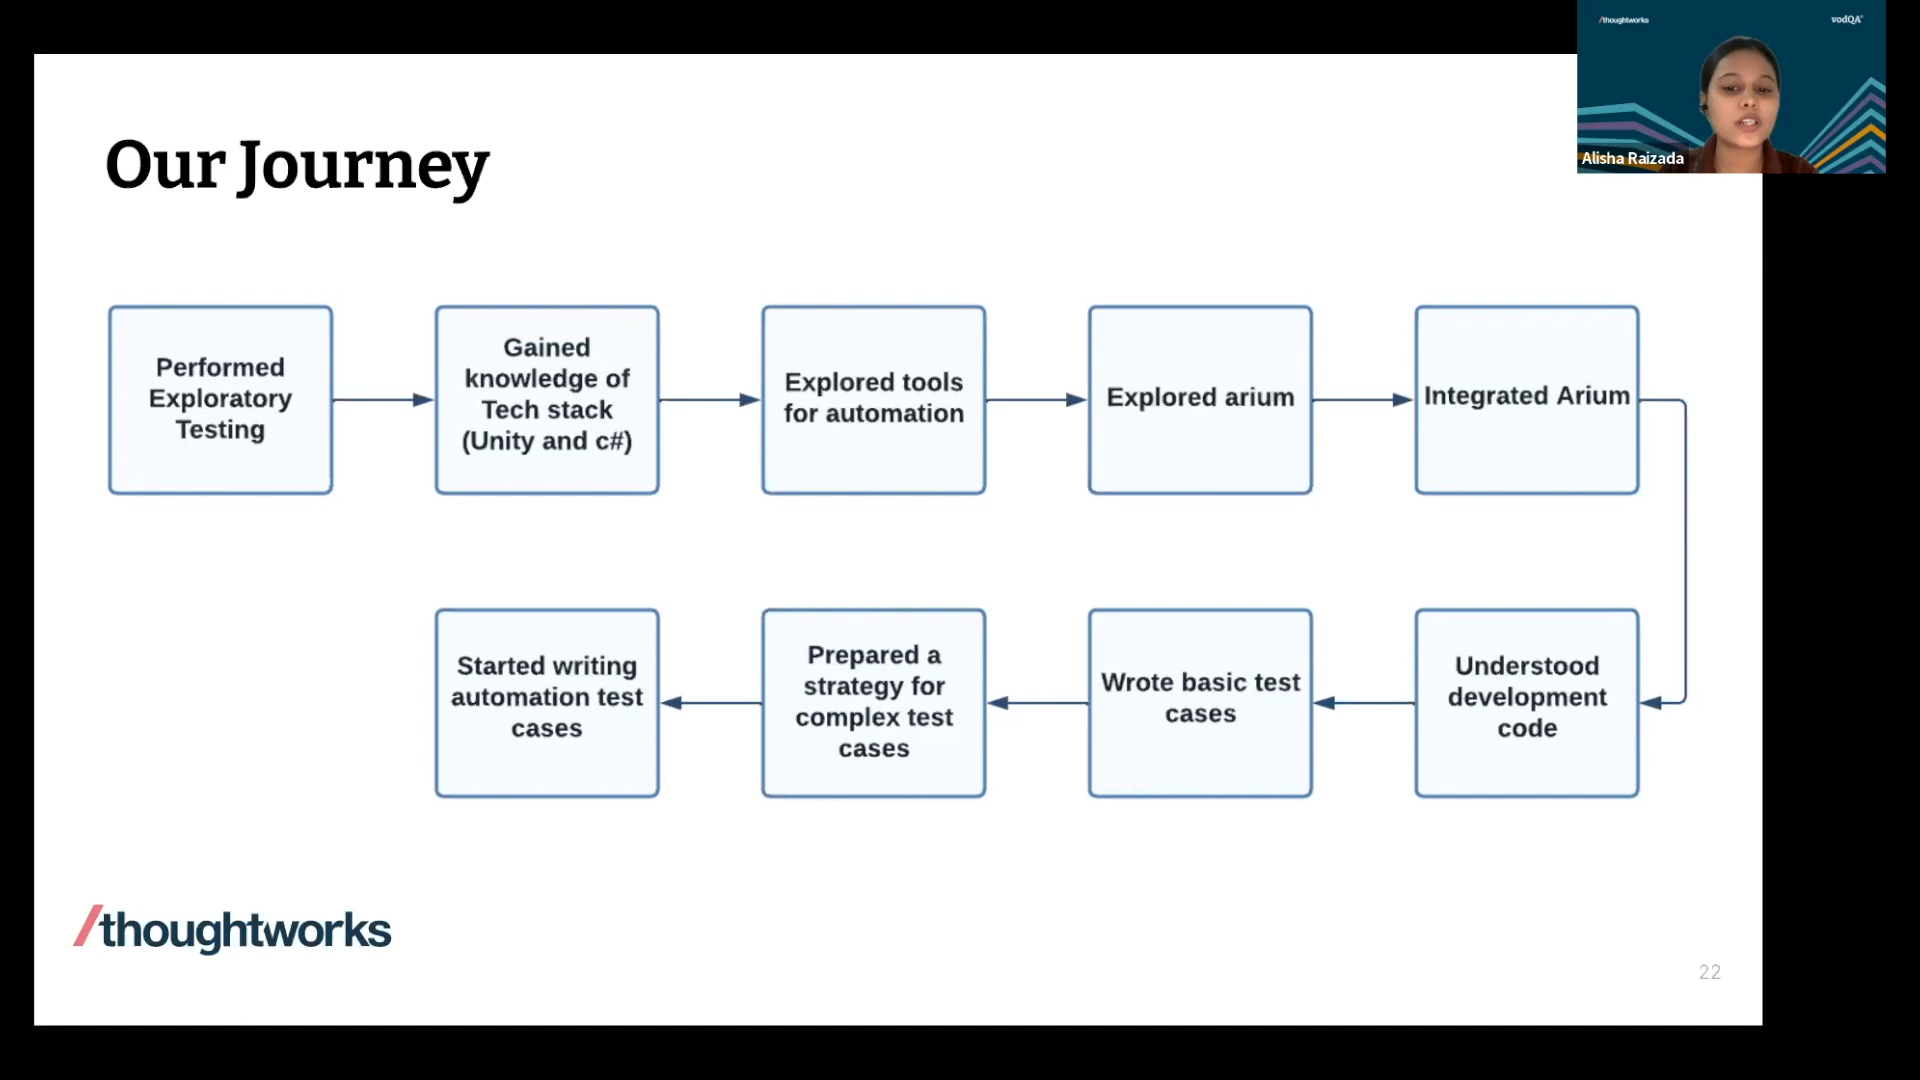 /thoughtworks
vodQA
Alisha Raizada
Our Journey
Performed
Exploratory
Testing
Gained
knowledge of
Tech stack
(Unity and c#)
Explored tools
for automation
Explored arium
Integrated Arium
Started writing
automation test
cases
Prepared a
strategy for
complex test
cases
Wrote basic test
cases
Understood
development
code
/thoughtworks
22